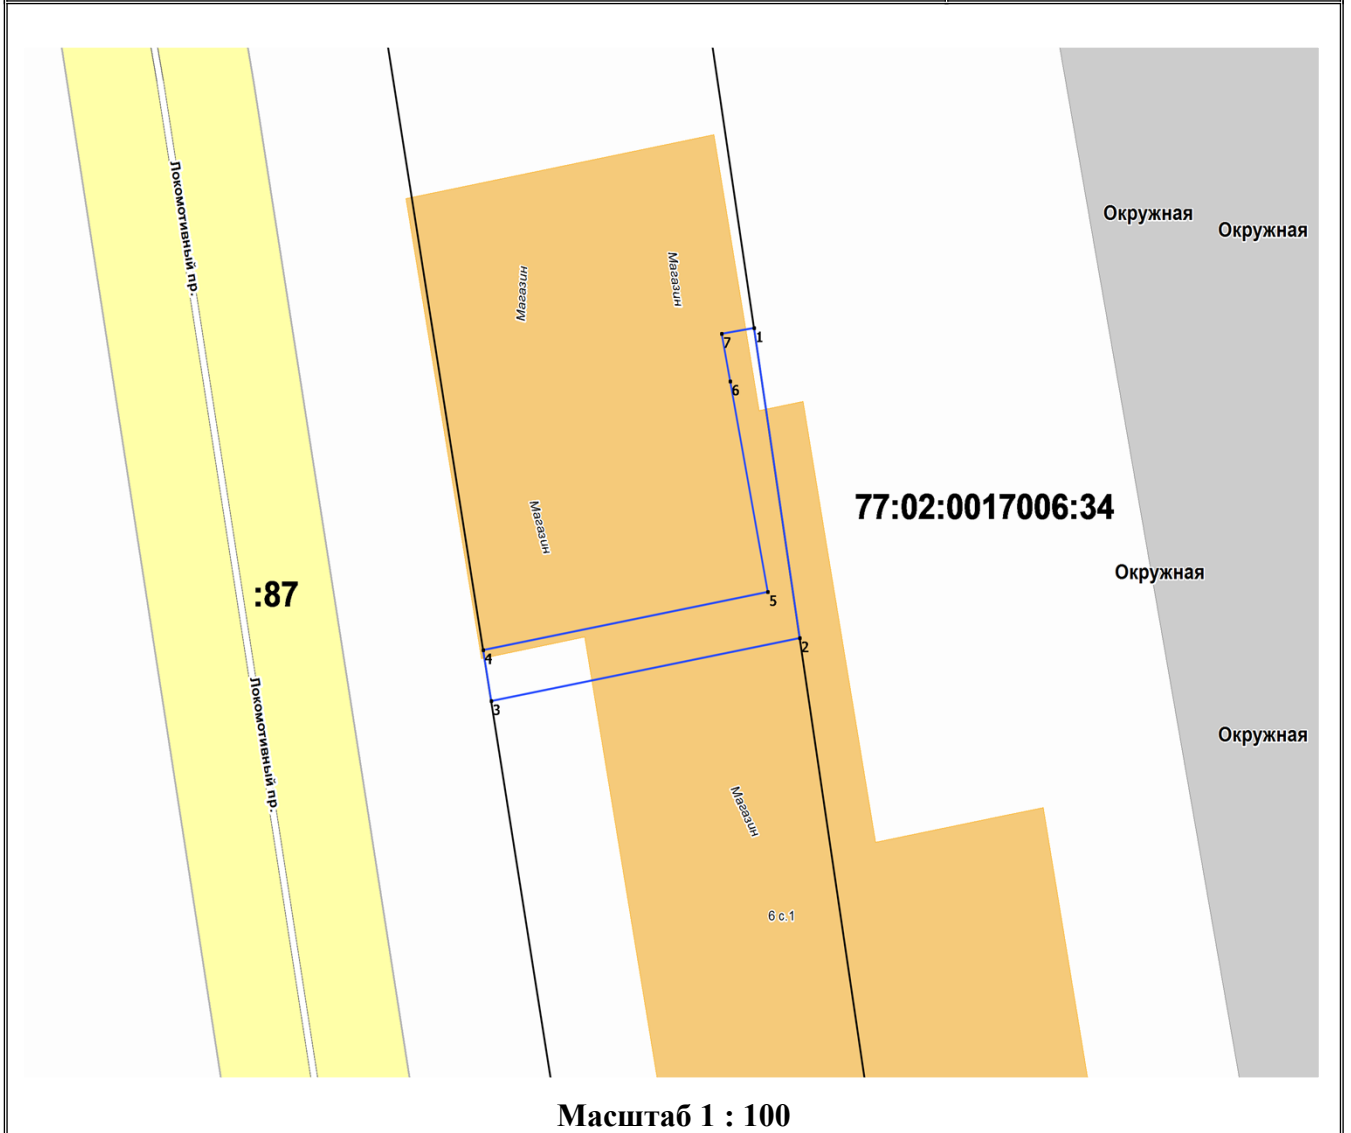 Локомотивный пр.
Окружная
Окружная
Магазин
Магазин
1
7
6
77:02:0017006:34
Магазин
Окружная
:87
5
2
4
Локомотивный пр.
3
Окружная
Магазин
6 с.1
Масштаб 1 : 100